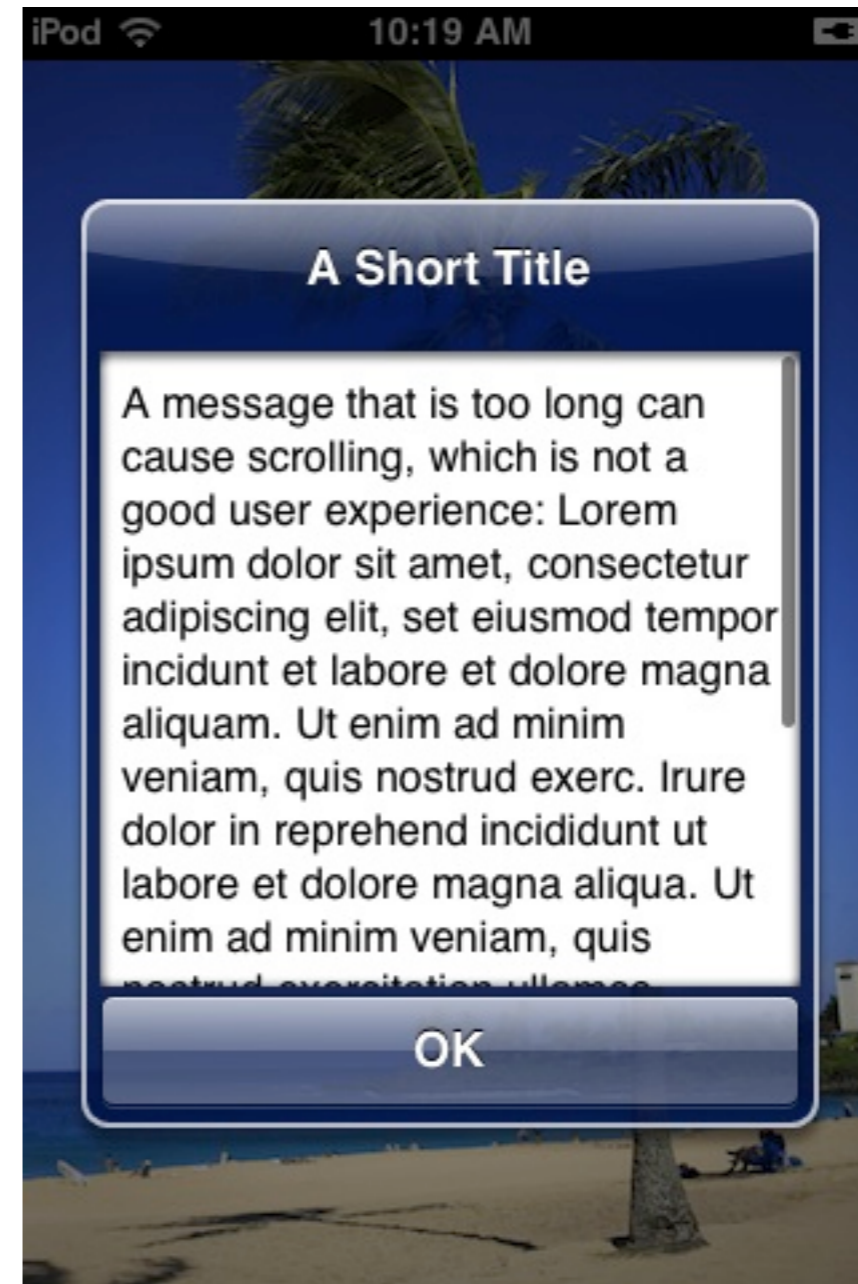 iPod 10:19 AM
A Short Title
A message that is too long can
cause scrolling, which is not a
good user experience: Lorem
ipsum dolor sit amet, consectetur
adipiscing elit, set eiusmod tempor
incidunt et labore et dolore magna
aliquam. Ut enim ad minim
veniam, quis nostrud exerc. Irure
dolor in reprehend incididunt ut
labore et dolore magna aliqua. Ut
enim ad minim veniam, quis
nostrud exercitation ullamco
OK